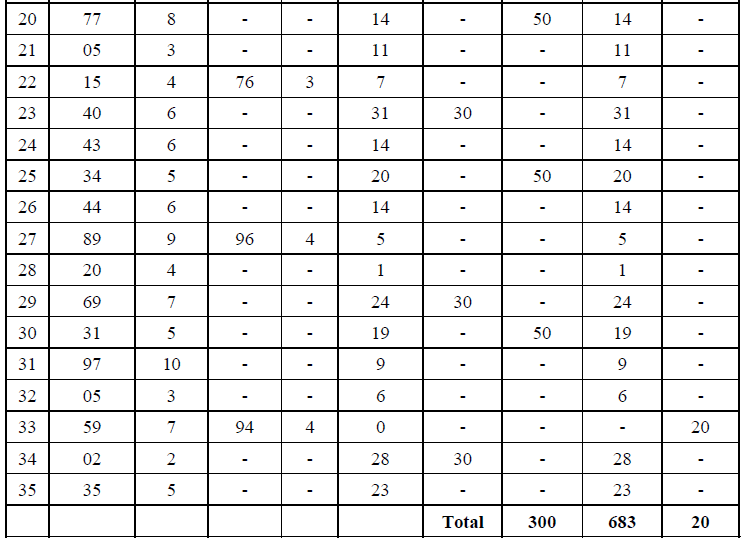 20 77 8 - - 14 - 50 14 -
21 05 3 - - 11 - - 11 -
22 15 4 76 3 7 - - 7 -
23 40 6 - - 31 30 - 31 -
24 43 6 - - 14 - - 14 -
25 34 5 - - 20 - 50 20 -
26 44 6 - - 14 - - 14 -
27 89 9 96 4 5 - - 5 -
28 20 4 - - 1 - - 1 -
29 69 7 - - 24 30 - 24 -
30 31 5 - - 19 - 50 19 -
31 97 10 - - 9 - - 9 -
32 05 3 - - 6 - - 6 -
33 59 7 94 4 0 - - - 20
34 02 2 - - 28 30 - 28 -
35 35 5 - - 23 - - 23 -
Total 300 683 20